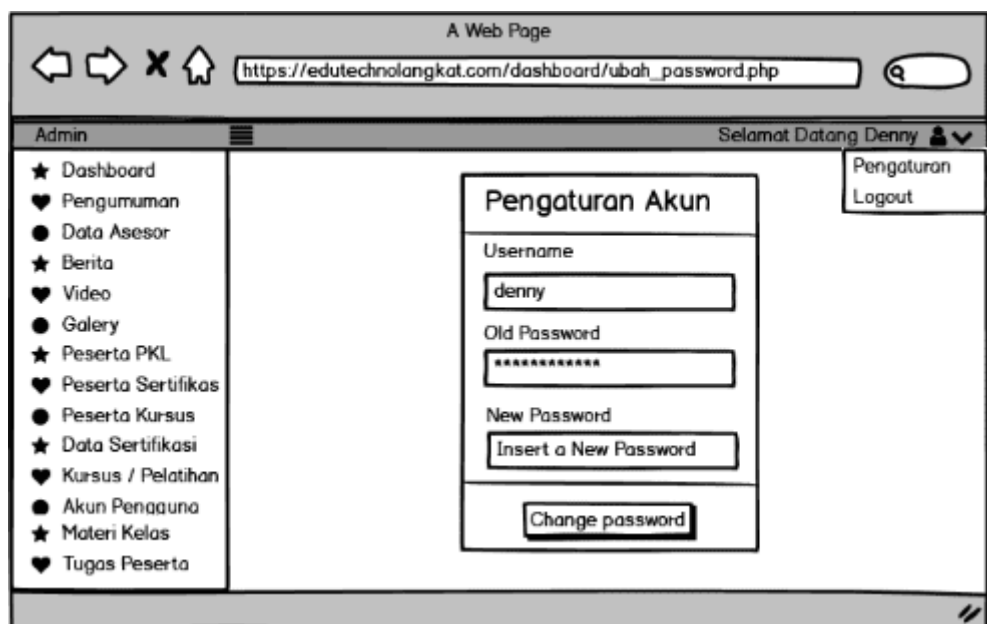 A Web Page
https://edutechnolangkat.com/dashboard/ubah_password.php
Admin
Selamat Datang Denny
Pengaturan
Logout
Dashboard
Pengumuman
Data Asesor
Berita
Video
Galery
Peserta PKL
Peserta Sertifikas
Peserta Kursus
Data Sertifikasi
Kursus / Pelatihan
Akun Pengguna
Materi Kelas
Tugas Peserta
Pengaturan Akun
Username
denny
Old Password
************
New Password
Insert a New Password
Change password